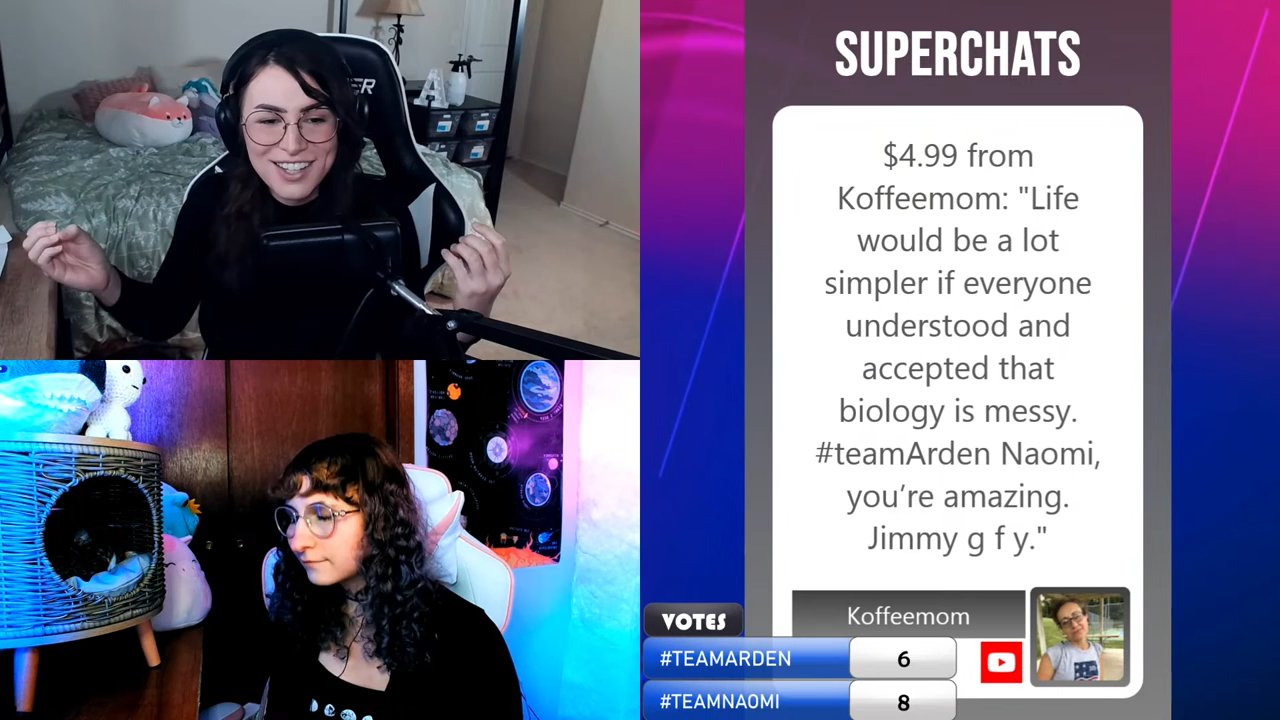 SUPERCHATS
$4.99 from
Koffeemom: "Life
would be a lot
simpler if everyone
understood and
accepted that
biology is messy.
#teamArden Naomi,
you’re amazing.
Jimmy g f y."
Koffeemom
VOTES
#TEAMARDEN 6
#TEAMNAOMI 8
A